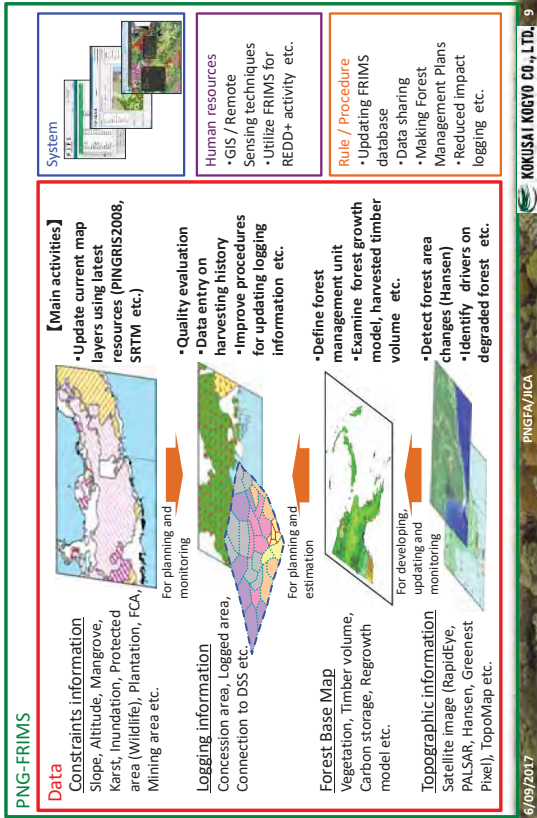 PNG-FRIMS
Data
Constraints information
Slope, Altitude, Mangrove,
Karst, Inundation, Protected
area (Wildlife), Plantation, FCA,
Mining area etc.
For planning and
monitoring
【Main activities】
・Update current map
layers using latest
resources (PINGRIS2008,
SRTM etc.)
Logging information
Concession area, Logged area,
Connection to DSS etc.
For planning and
estimation
・Quality evaluation
・Data entry on
harvesting history
・Improve procedures
for updating logging
information etc.
Forest Base Map
Vegetation, Timber volume,
Carbon storage, Regrowth
model etc.
For developing,
updating and
monitoring
・Define forest
management unit
・Examine forest growth
model, harvested timber
volume etc.
Topographic information
Satellite image (RapidEye,
PALSAR, Hansen, Greenest
Pixel), TopoMap etc.
・Detect forest area
changes (Hansen)
・Identify drivers on
degraded forest etc.
System
Human resources
・GIS / Remote
Sensing techniques
・Utilize FRIMS for
REDD+ activity etc.
Rule / Procedure
・Updating FRIMS
database
・Data sharing
・Making Forest
Management Plans
・Reduced impact
logging etc.
6/09/2017
PNGFA/JICA
KOKUSAI KOGYO CO., LTD.
9